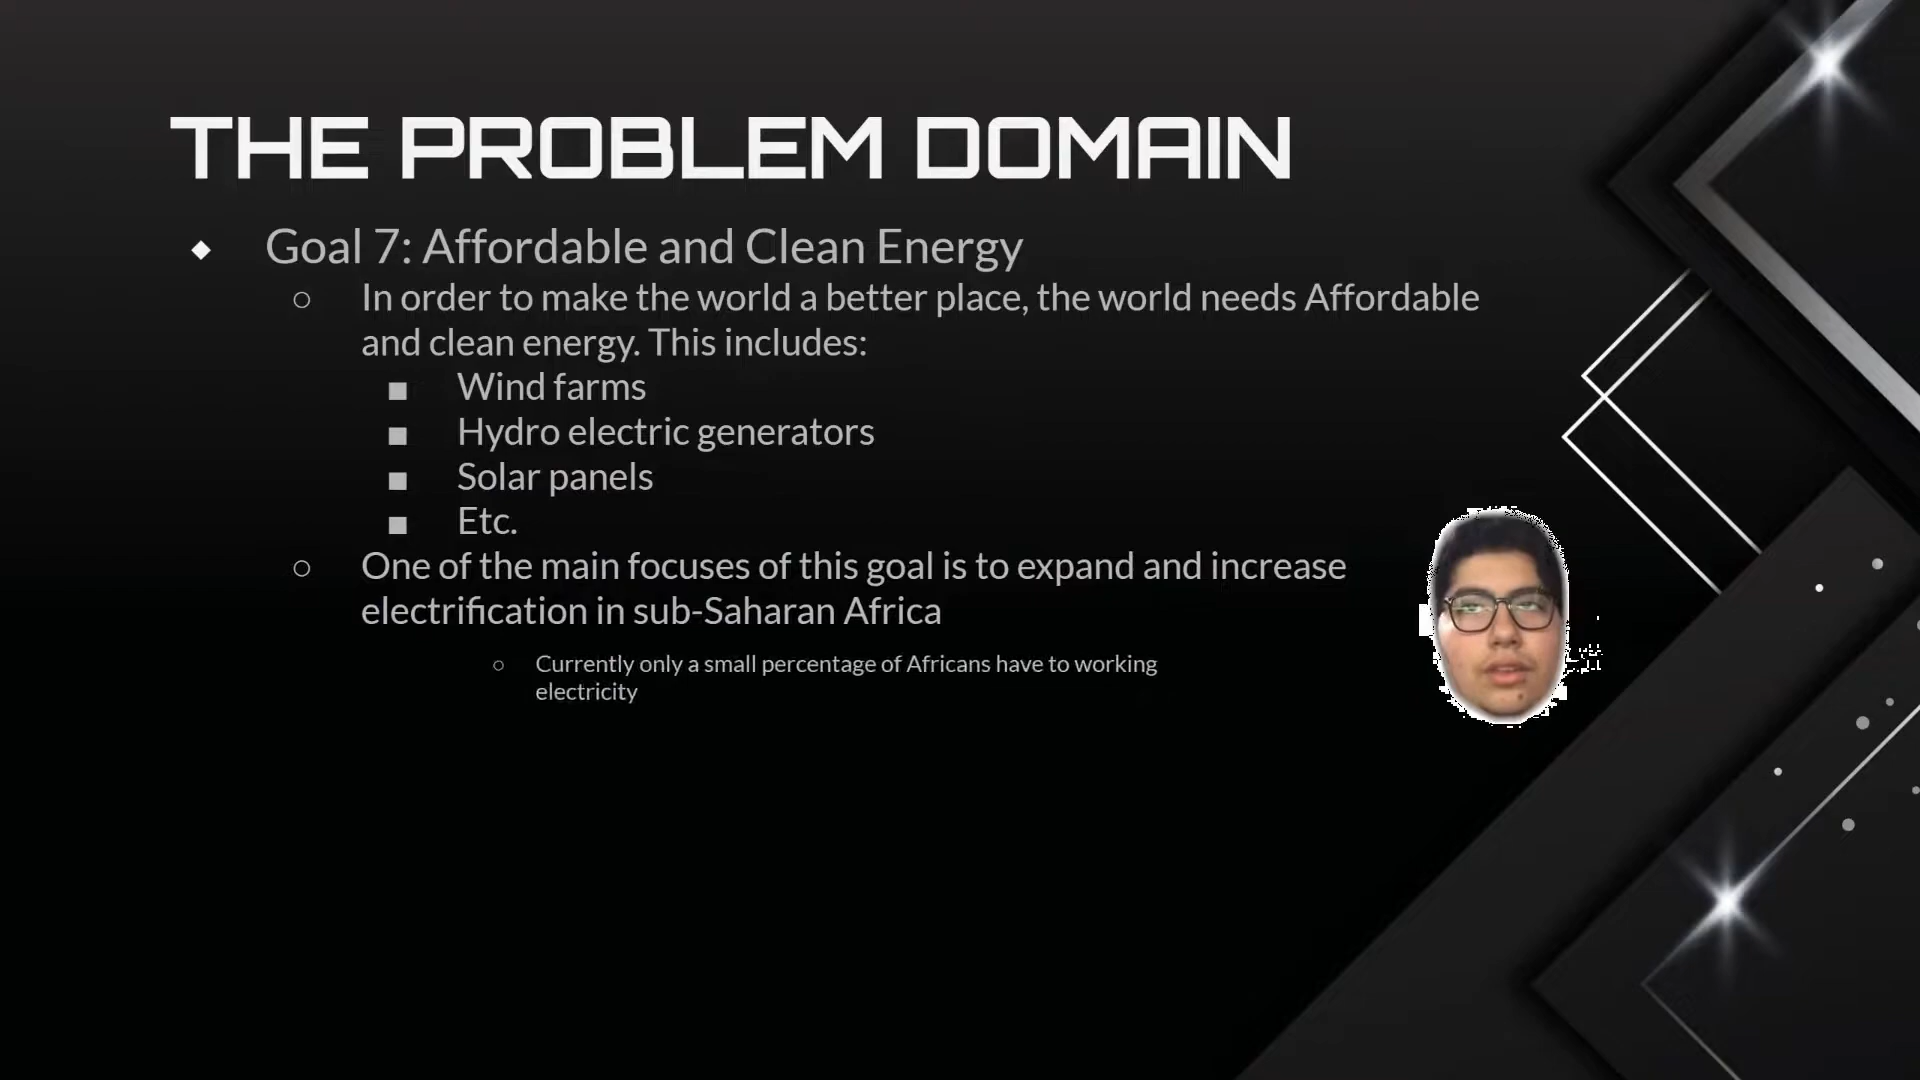 THE PROBLEM DOMAIN
Goal 7: Affordable and Clean Energy
In order to make the world a better place, the world needs Affordable
and clean energy. This includes:
Wind farms
Hydro electric generators
Solar panels
Etc.
One of the main focuses of this goal is to expand and increase
electrification in sub-Saharan Africa
Currently only a small percentage of Africans have to working
electricity